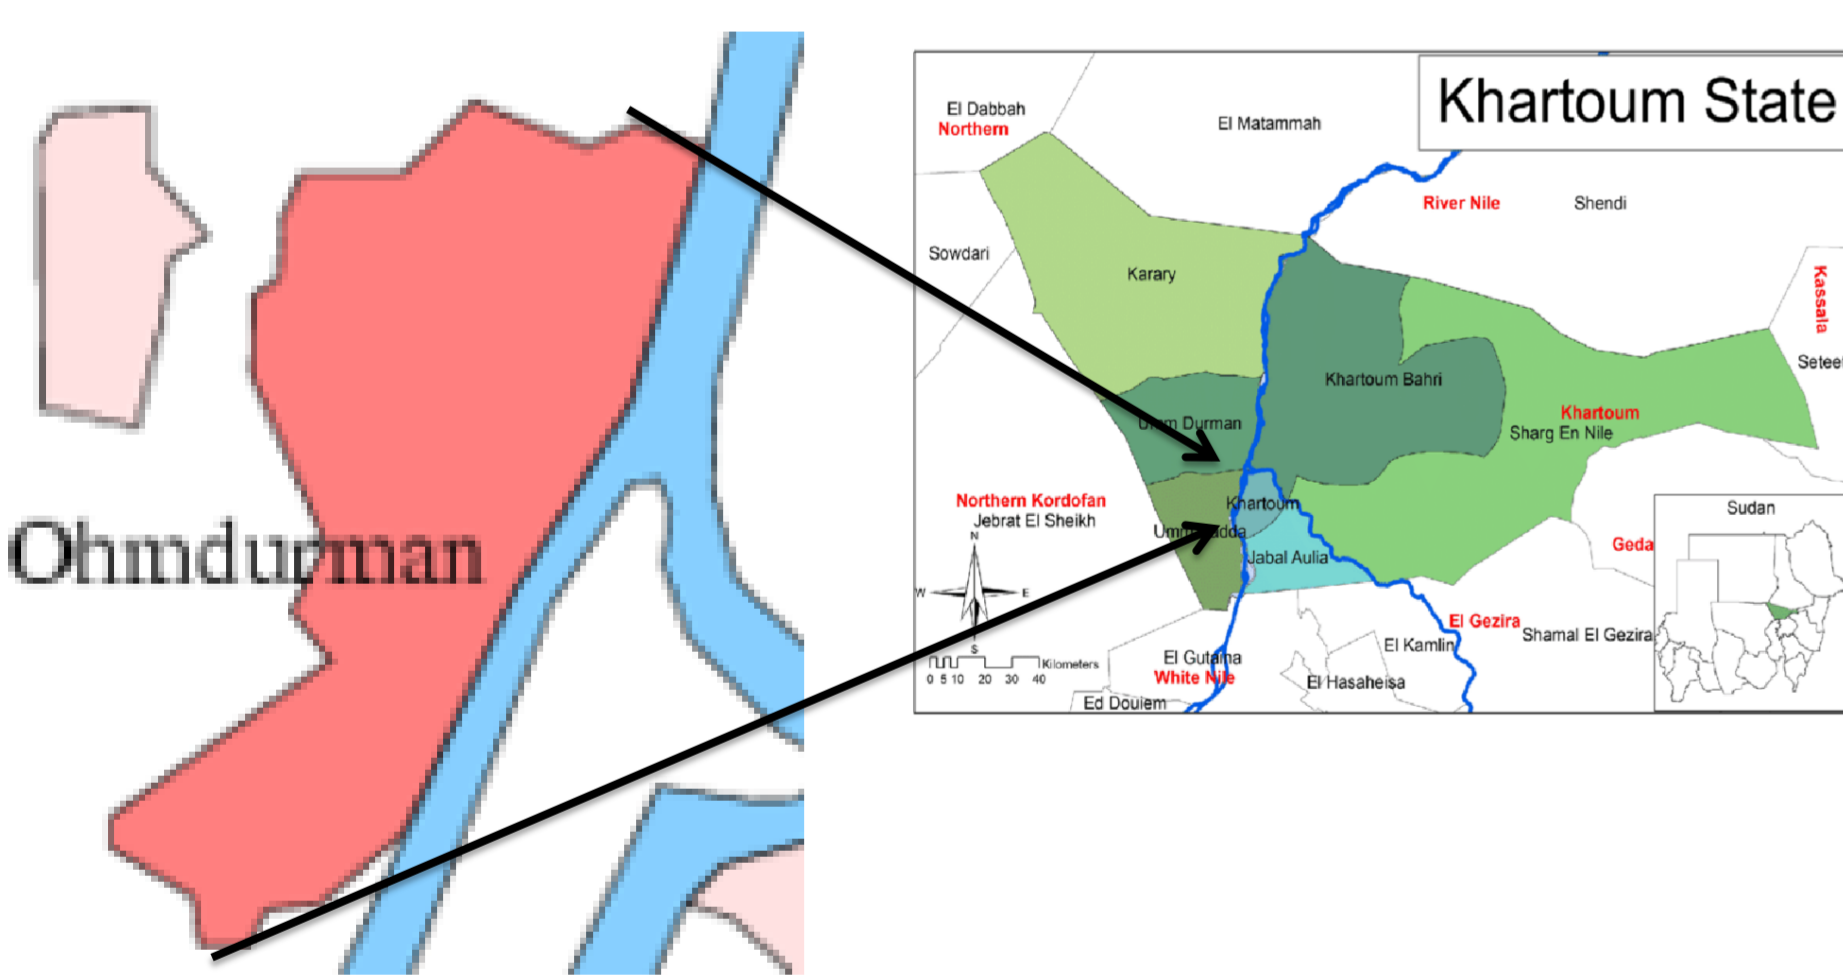 Ohmdurman
Khartoum State
El Dabbah
Northern
El Matammah
River Nile
Shendi
Sowdari
Karary
Kassala
Khartoum Bahri
Khartoum
Sharg En Nile
Umm Durman
Northern Kordofan
Jebrat El Sheikh
Khartoum
Jabal Aulia
Sudan
Geda
El Gezira
Shamal El Gezira
El Kamlin
El Gutaina
White Nile
El Hasaheisa
Ed Douiem
N
W
E
S
Kilometers
0 5 10 20 30 40